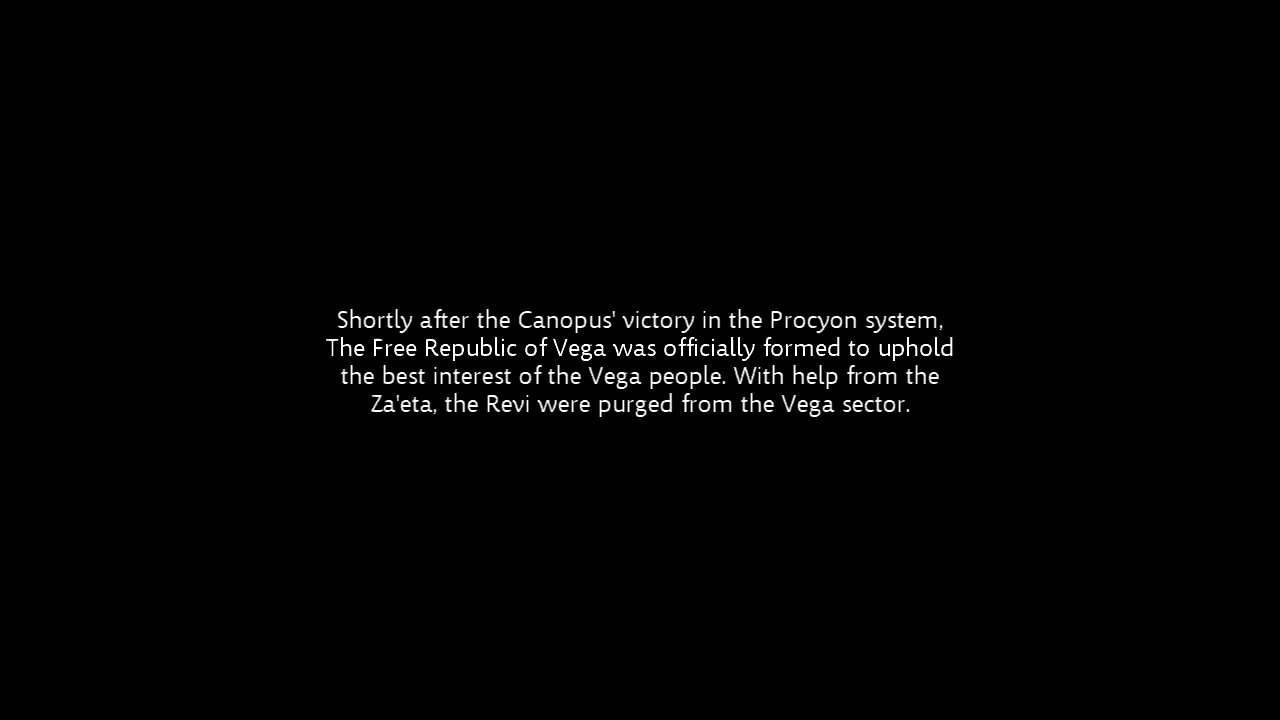 Shortly after the Canopus' victory in the Procyon system,
The Free Republic of Vega was officially formed to uphold
the best interest of the Vega people. With help from the
Za'eta, the Revi were purged from the Vega sector.